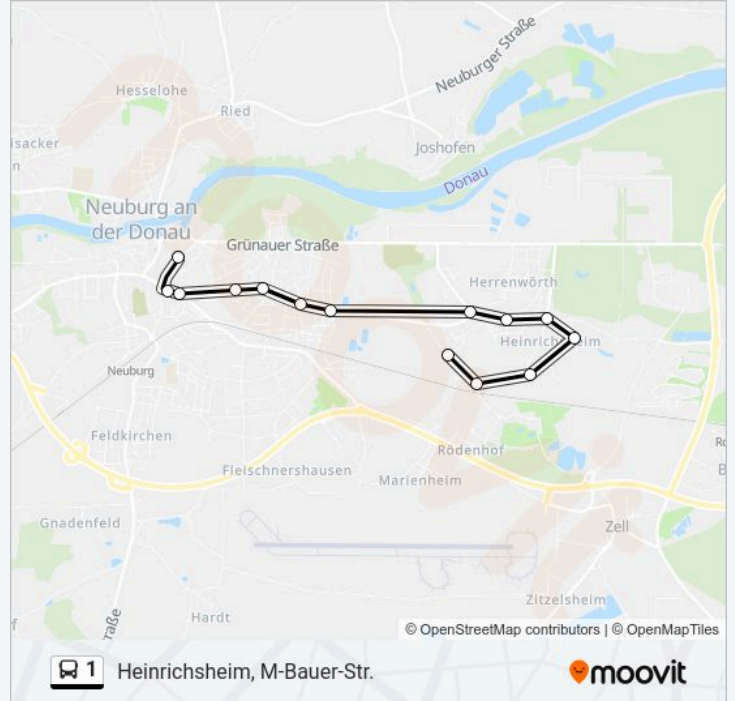 Neuburger Straße
Hesselohe
Ried
isacker
n
Joshofen
Donau
Neuburg an
der Donau
Grünauer Straße
Herrenwörth
Heinrichsheim
Neuburg
Feldkirchen
Rödenhof
Fleischnershausen
Marienheim
Ro
B
Gnadenfeld
Zell
Zitzelsheim
Hardt
raße
f
© OpenStreetMap contributors | © OpenMapTiles
1 Heinrichsheim, M-Bauer-Str.
moovit